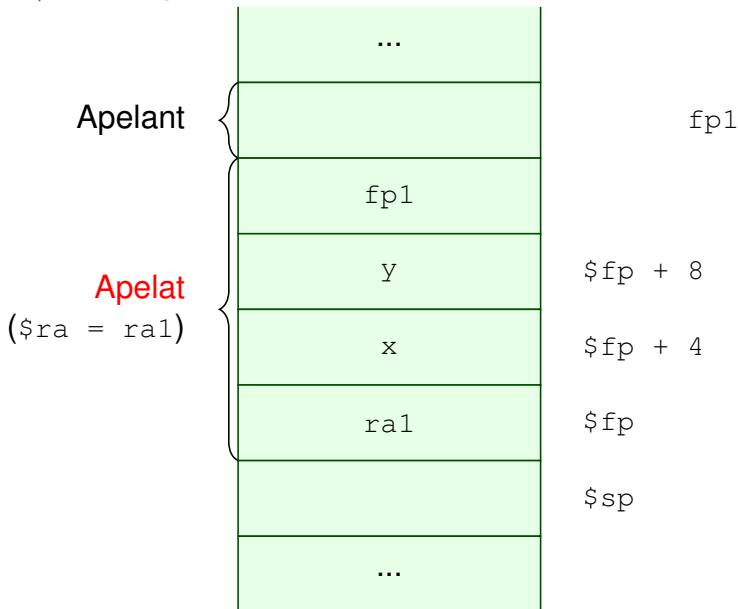 ...
Apelant
fp1
fp1
y
$fp + 8
Apelat
($ra = ra1)
x
$fp + 4
ra1
$fp
$sp
...